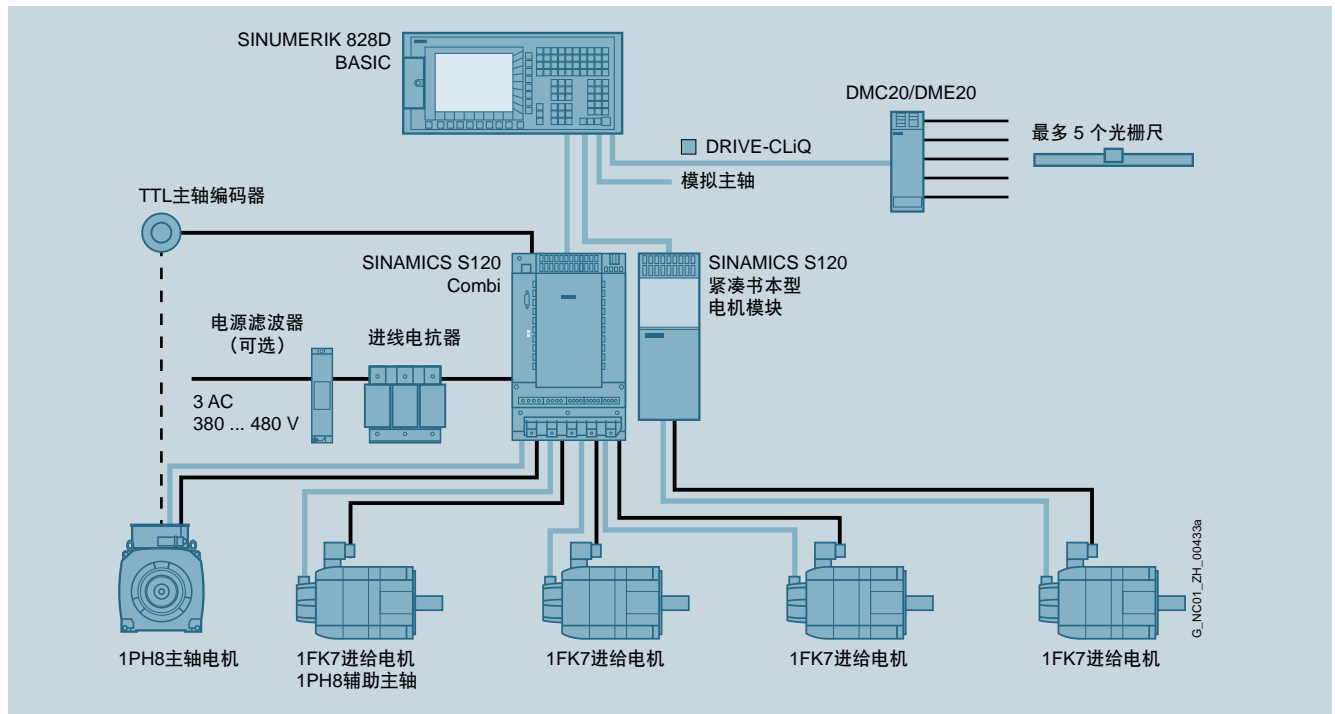 SINUMERIK 828D
BASIC
DMC20/DME20
最多 5 个光栅尺
DRIVE-CLiQ
模拟主轴
TTL主轴编码器
SINAMICS S120
Combi
SINAMICS S120
紧凑书本型
电机模块
电源滤波器
（可选）
进线电抗器
3 AC
380 ... 480 V
1PH8主轴电机
1FK7进给电机
1PH8辅助主轴
1FK7进给电机
1FK7进给电机
1FK7进给电机
G_NC01_ZH_00433a